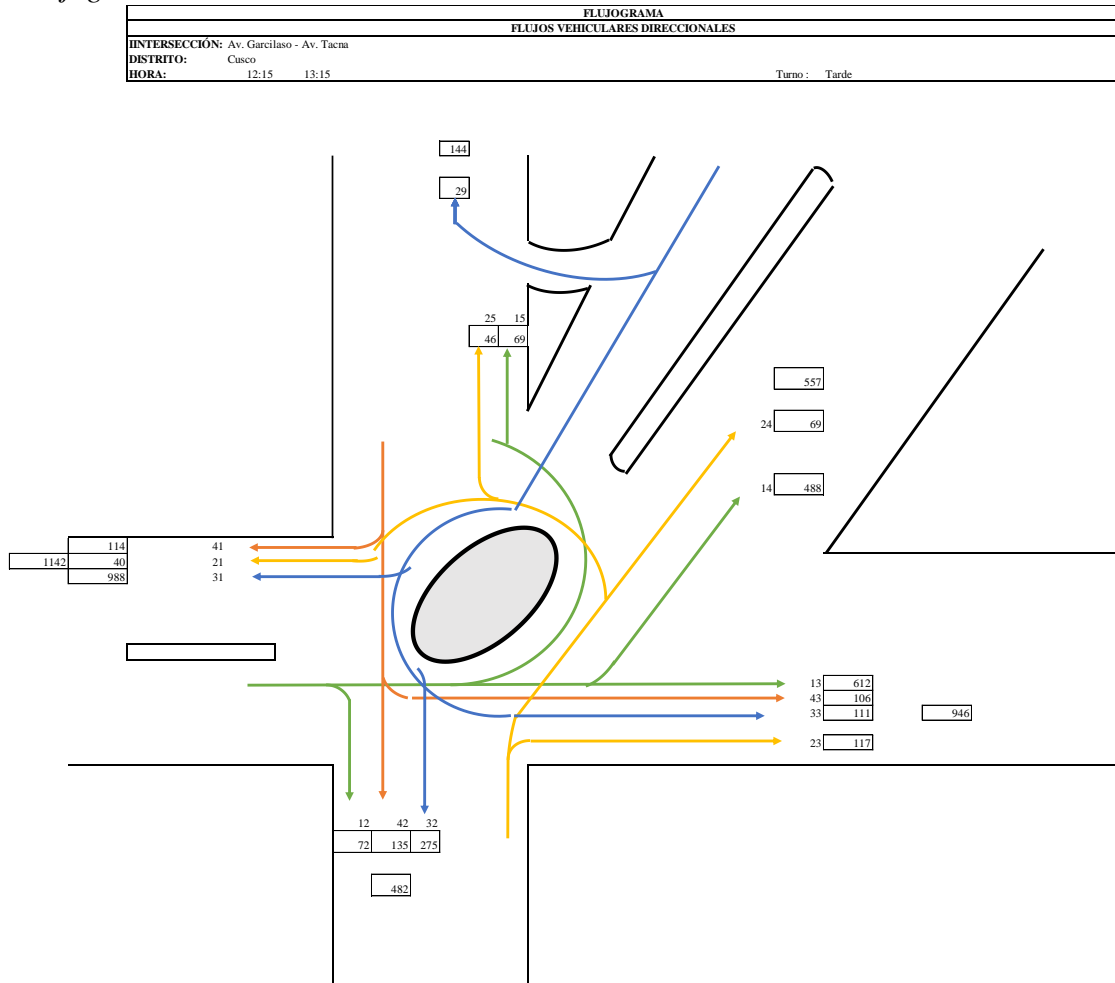 FLUJOGRAMA
FLUJOS VEHICULARES DIRECCIONALES
IINTERSECCIÓN: Av. Garcilaso - Av. Tacna
DISTRITO: Cusco
HORA: 12:15 13:15 Turno : Tarde
144
29
25 15
46 69
557
24 69
14 488
114 41
1142 40 21
988 31
13 612
43 106
33 111 946
23 117
12 42 32
72 135 275
482